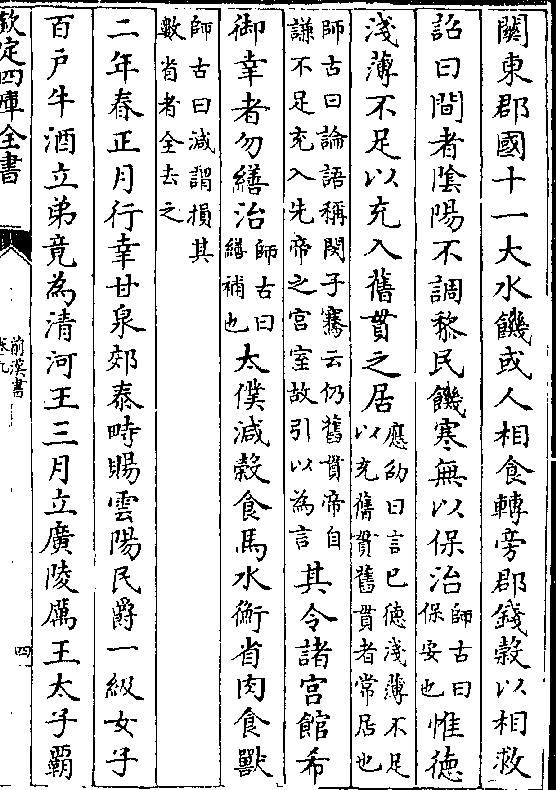 關東郡國十一大水饑或人相食轉旁郡錢榖以相救
詔曰間者隂陽不調黎民饑寒無以保治師古曰保安也惟徳
淺薄不足以充入舊貫之居應劭曰言已德淺薄不足以充舊貫舊貫者常居也
師古曰論語稱閔子騫云仍舊貫帝自謙不足充入先帝之宫室故引以為言其令諸宫館希
御幸者勿繕治師古曰繕補也太僕減榖食馬水衡省肉食獸
師古曰減謂損其數省者全去之
二年春正月行幸甘泉郊泰畤賜雲陽民爵一級女子
百戶牛酒立弟竟為清河王三月立廣陵厲王太子霸
欽定四庫全書
前漢書
卷九
四